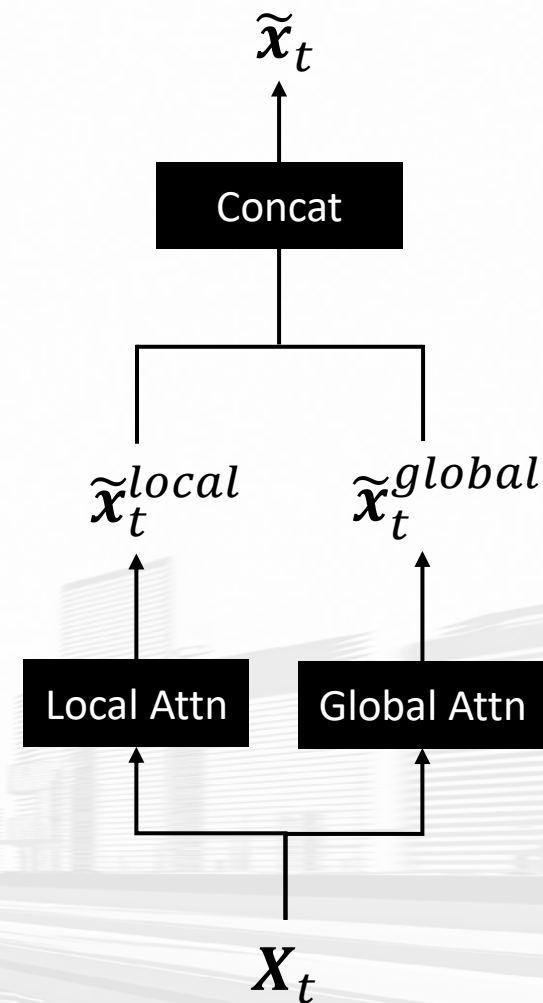 x̃_t
Concat
x̃_t^{local} x̃_t^{global}
Local Attn Global Attn
X_t